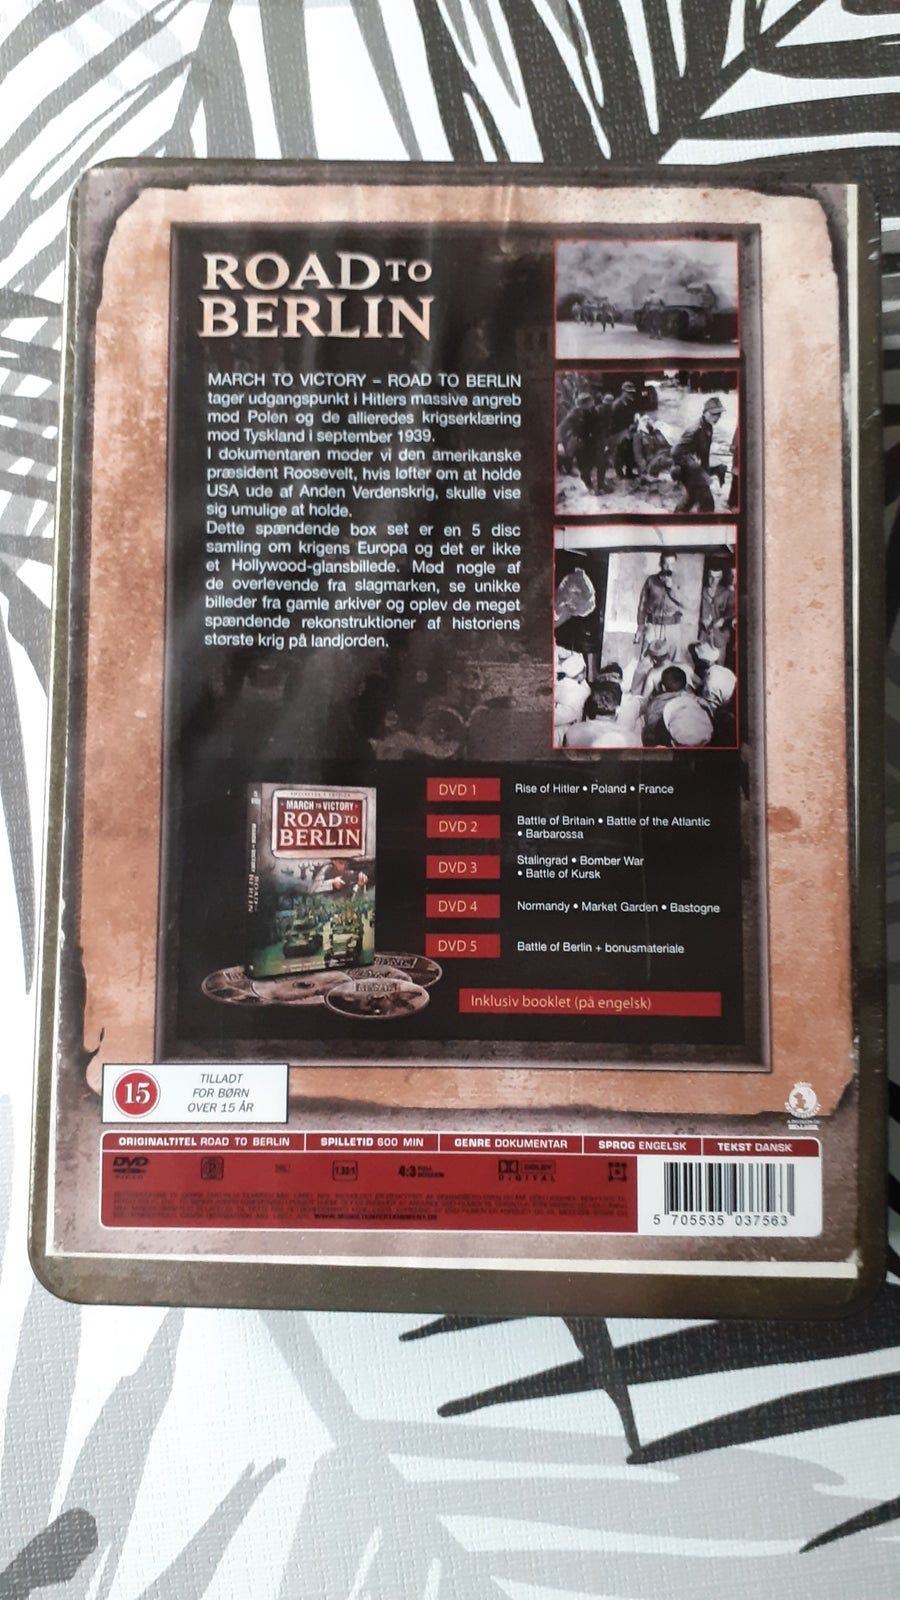 ROAD TO
BERLIN
MARCH TO VICTORY – ROAD TO BERLIN
tager udgangspunkt i Hitlers massive angreb
mod Polen og de allieredes krigserklæring
mod Tyskland i september 1939.
I dokumentaren møder vi den amerikanske
præsident Roosevelt, hvis løfter om at holde
USA ude af Anden Verdenskrig, skulle vise
sig umulige at holde.
Dette spændende box set er en 5 disc
samling om krigens Europa og det er ikke
et Hollywood-glansbillede. Mød nogle af
de overlevende fra slagmarken, se unikke
billeder fra gamle arkiver og oplev de meget
spændende rekonstruktioner af historiens
største krig på landjorden.
MARCH TO VICTORY
ROAD TO
BERLIN
DVD 1 Rise of Hitler • Poland • France
DVD 2 Battle of Britain • Battle of the Atlantic
• Barbarossa
DVD 3 Stalingrad • Bomber War
• Battle of Kursk
DVD 4 Normandy • Market Garden • Bastogne
DVD 5 Battle of Berlin + bonusmateriale
Inklusiv booklet (på engelsk)
15
TILLADT
FOR BØRN
OVER 15 ÅR
ORIGINALTITEL ROAD TO BERLIN SPILLETID 600 MIN GENRE DOKUMENTAR SPROG ENGELSK TEKST DANSK
DVD VIDEO 1.33:1 4:3 DOLBY DIGITAL
5 705535 037563